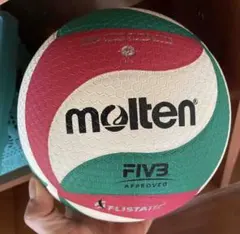 molten
FIVB
APPROVED
FLISTATEC